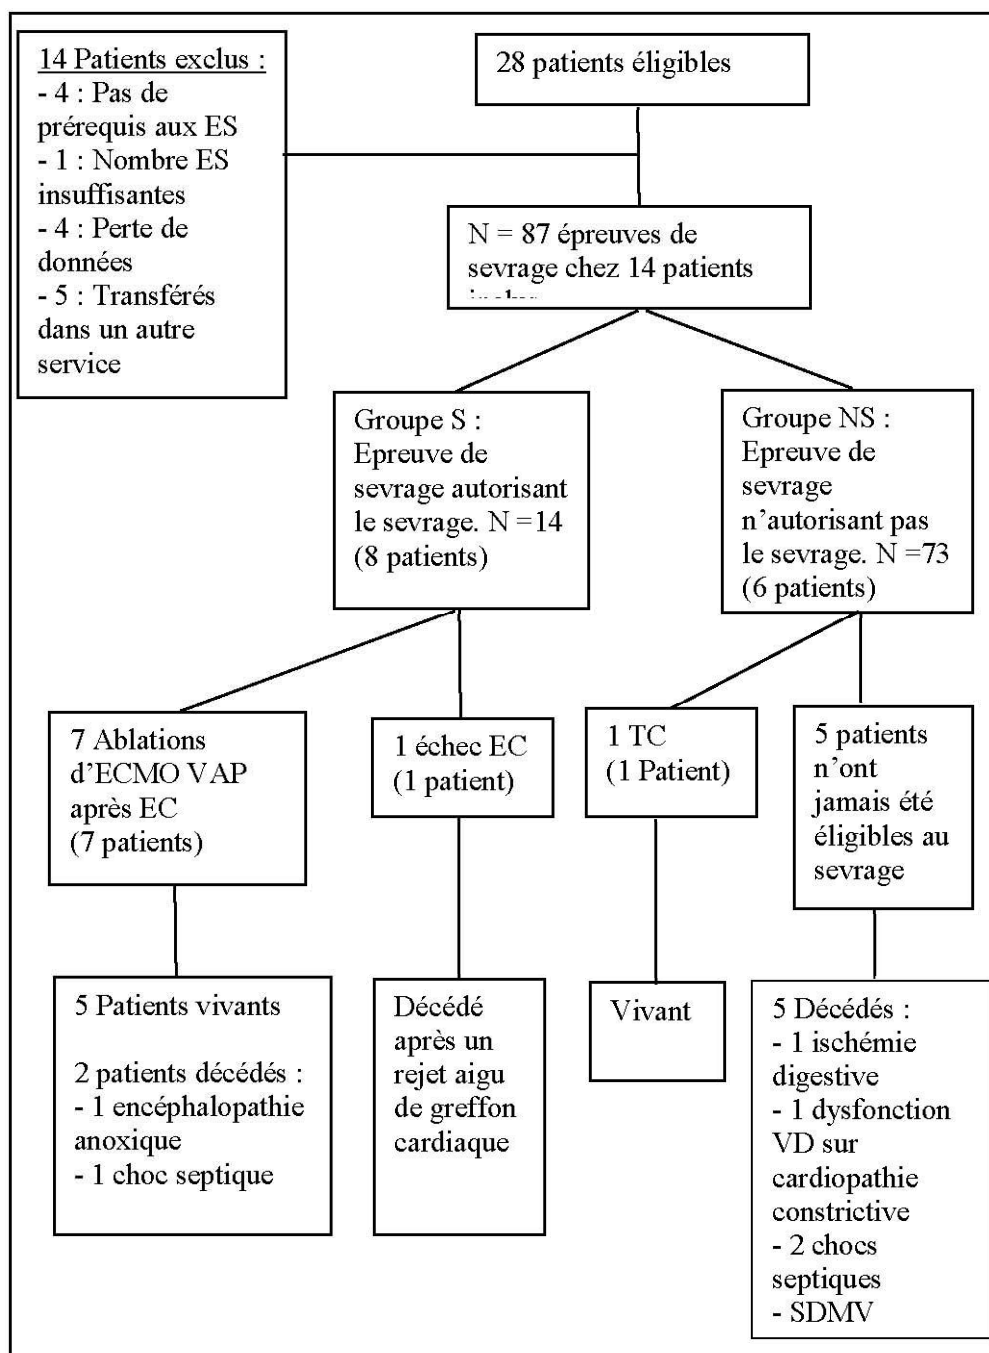 14 Patients exclus :
- 4 : Pas de
prérequis aux ES
- 1 : Nombre ES
insuffisantes
- 4 : Perte de
données
- 5 : Transférés
dans un autre
service
28 patients éligibles
N = 87 épreuves de
sevrage chez 14 patients
Groupe S :
Epreuve de
sevrage autorisant
le sevrage. N =14
(8 patients)
Groupe NS :
Epreuve de
sevrage
n’autorisant pas
le sevrage. N =73
(6 patients)
7 Ablations
d’ECMO VAP
après EC
(7 patients)
1 échec EC
(1 patient)
1 TC
(1 Patient)
5 patients
n’ont
jamais été
éligibles au
sevrage
5 Patients vivants
2 patients décédés :
- 1 encéphalopathie
anoxique
- 1 choc septique
Décédé
après un
rejet aigu
de greffon
cardiaque
Vivant
5 Décédés :
- 1 ischémie
digestive
- 1 dysfonction
VD sur
cardiopathie
constrictive
- 2 chocs
septiques
- SDMV